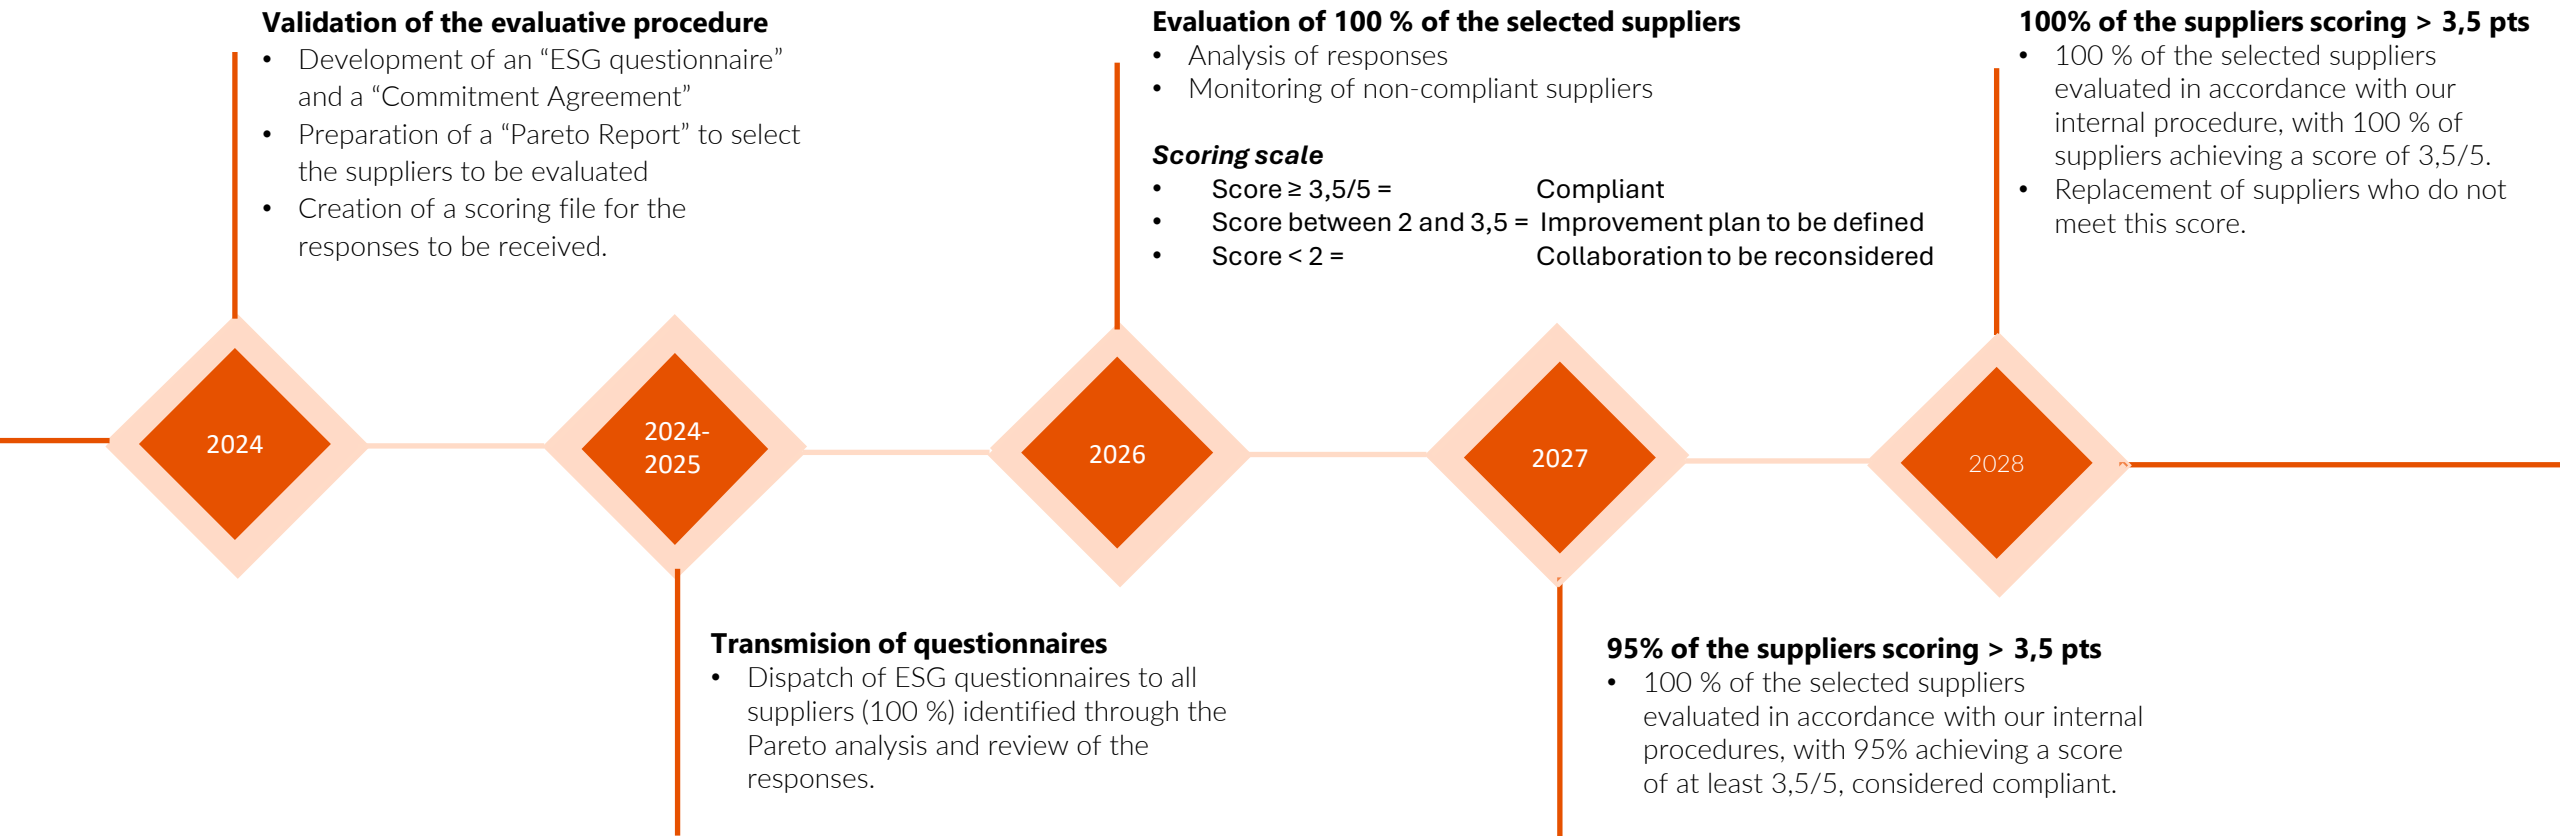 Validation of the evaluative procedure
• Development of an “ESG questionnaire”
and a “Commitment Agreement”
• Preparation of a “Pareto Report” to select
the suppliers to be evaluated
• Creation of a scoring file for the
responses to be received.
Evaluation of 100 % of the selected suppliers
• Analysis of responses
• Monitoring of non-compliant suppliers
Scoring scale
• Score ≥ 3,5/5 = Compliant
• Score between 2 and 3,5 = Improvement plan to be defined
• Score < 2 = Collaboration to be reconsidered
100% of the suppliers scoring > 3,5 pts
• 100 % of the selected suppliers
evaluated in accordance with our
internal procedure, with 100 % of
suppliers achieving a score of 3,5/5.
• Replacement of suppliers who do not
meet this score.
2024
2024-
2025
2026
2027
2028
Transmision of questionnaires
• Dispatch of ESG questionnaires to all
suppliers (100 %) identified through the
Pareto analysis and review of the
responses.
95% of the suppliers scoring > 3,5 pts
• 100 % of the selected suppliers
evaluated in accordance with our internal
procedures, with 95% achieving a score
of at least 3,5/5, considered compliant.